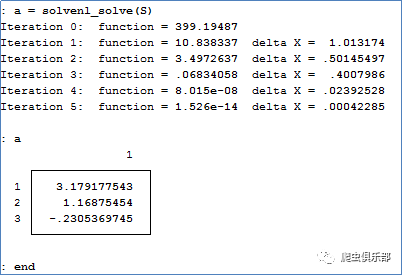 : a = solvenl_solve(S)
Iteration 0:  function = 399.19487
Iteration 1:  function = 10.838337  delta X =  1.013174
Iteration 2:  function = 3.4972637  delta X = .50145497
Iteration 3:  function = .06834058  delta X =  .4007986
Iteration 4:  function = 8.015e-08  delta X = .02392528
Iteration 5:  function = 1.526e-14  delta X = .00042285
: a
1
1  3.179177543
2  1.16875454
3  -.2305369745
: end
爬虫俱乐部